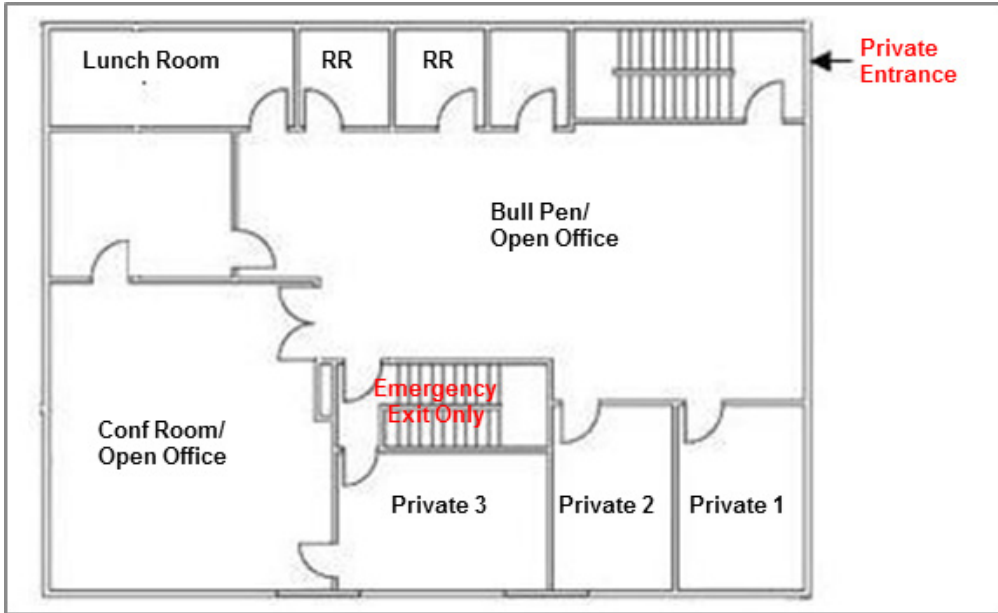 Lunch Room
RR
RR
Private
Entrance
Bull Pen/
Open Office
Emergency
Exit Only
Conf Room/
Open Office
Private 3
Private 2
Private 1